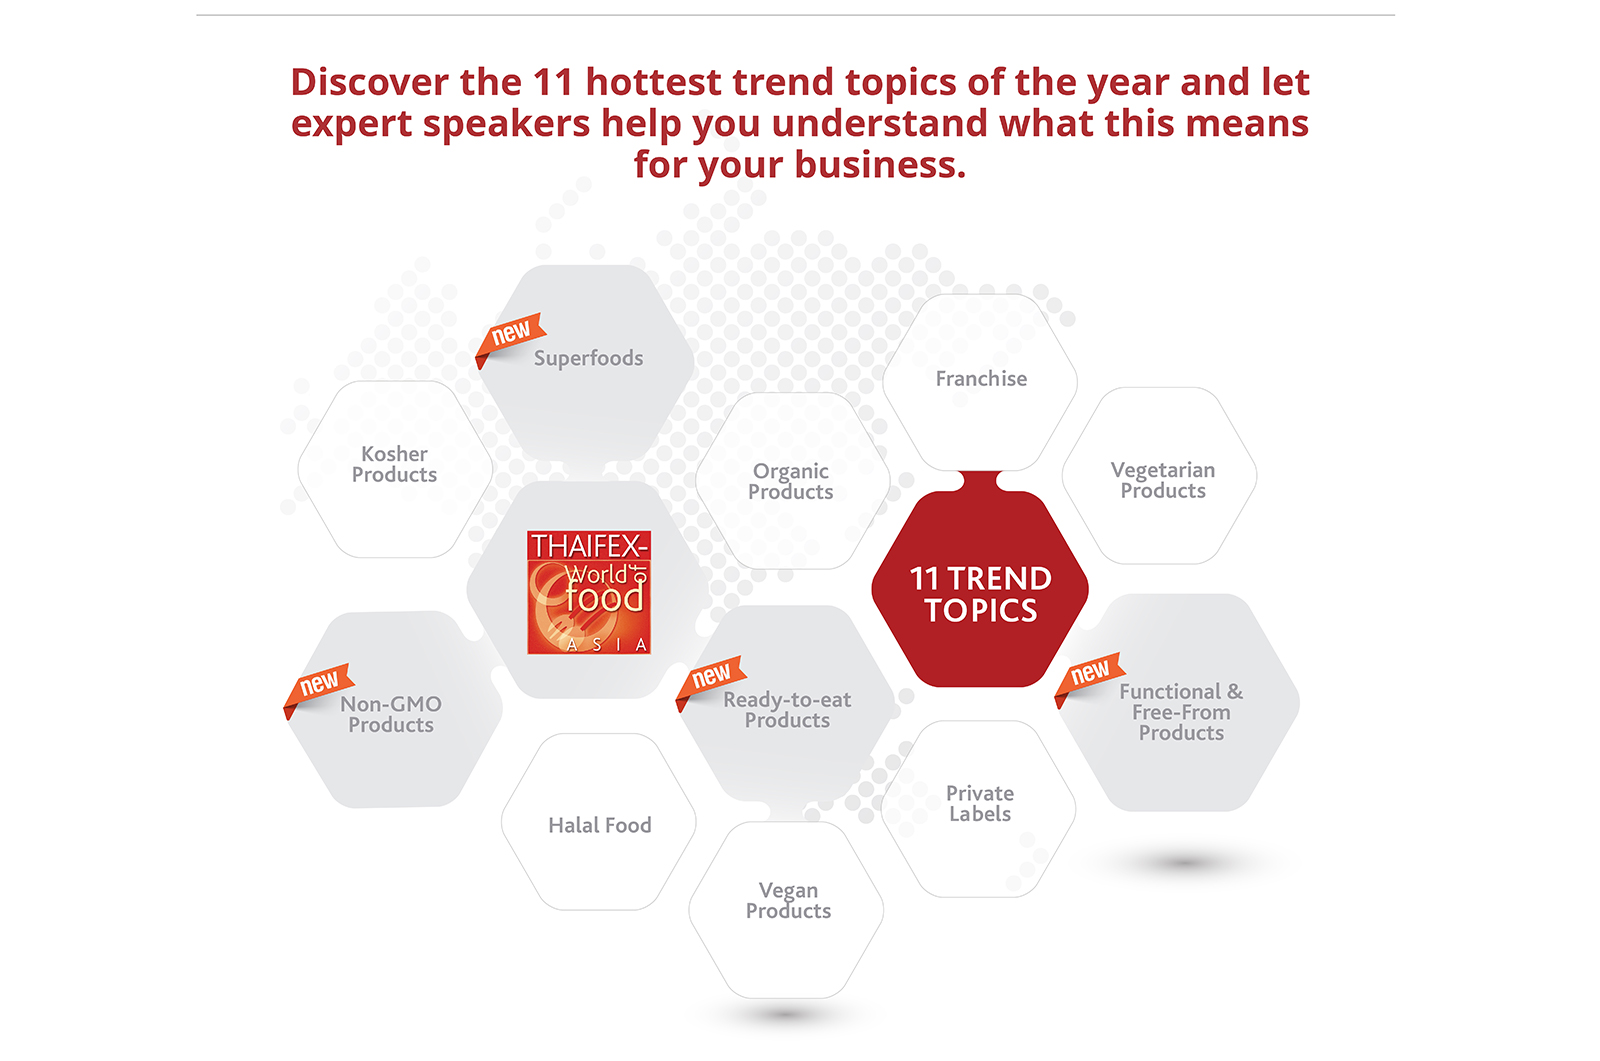 Discover the 11 hottest trend topics of the year and let
expert speakers help you understand what this means
for your business.
new
Superfoods
Franchise
Kosher
Products
Organic
Products
Vegetarian
Products
THAIFEX-
World of
food
ASIA
11 TREND
TOPICS
new
Non-GMO
Products
new
Ready-to-eat
Products
new
Functional &
Free-From
Products
Halal Food
Private
Labels
Vegan
Products